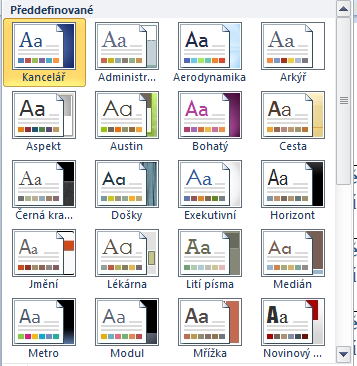 Předdefinované
Aa Aa Aa Aa
Kancelář Administr... Aerodynamika Arkýř
Aa Aa Aa Aa
Aspekt Austin Bohatý Cesta
Aa Aa Aa Aa
Černá kra... Došky Exekutivní Horizont
Aa Aa Aa Aa
Jmění Lékárna Lití písma Medián
Aa Aa Aa Aa
Metro Modul Mřížka Novinový ...